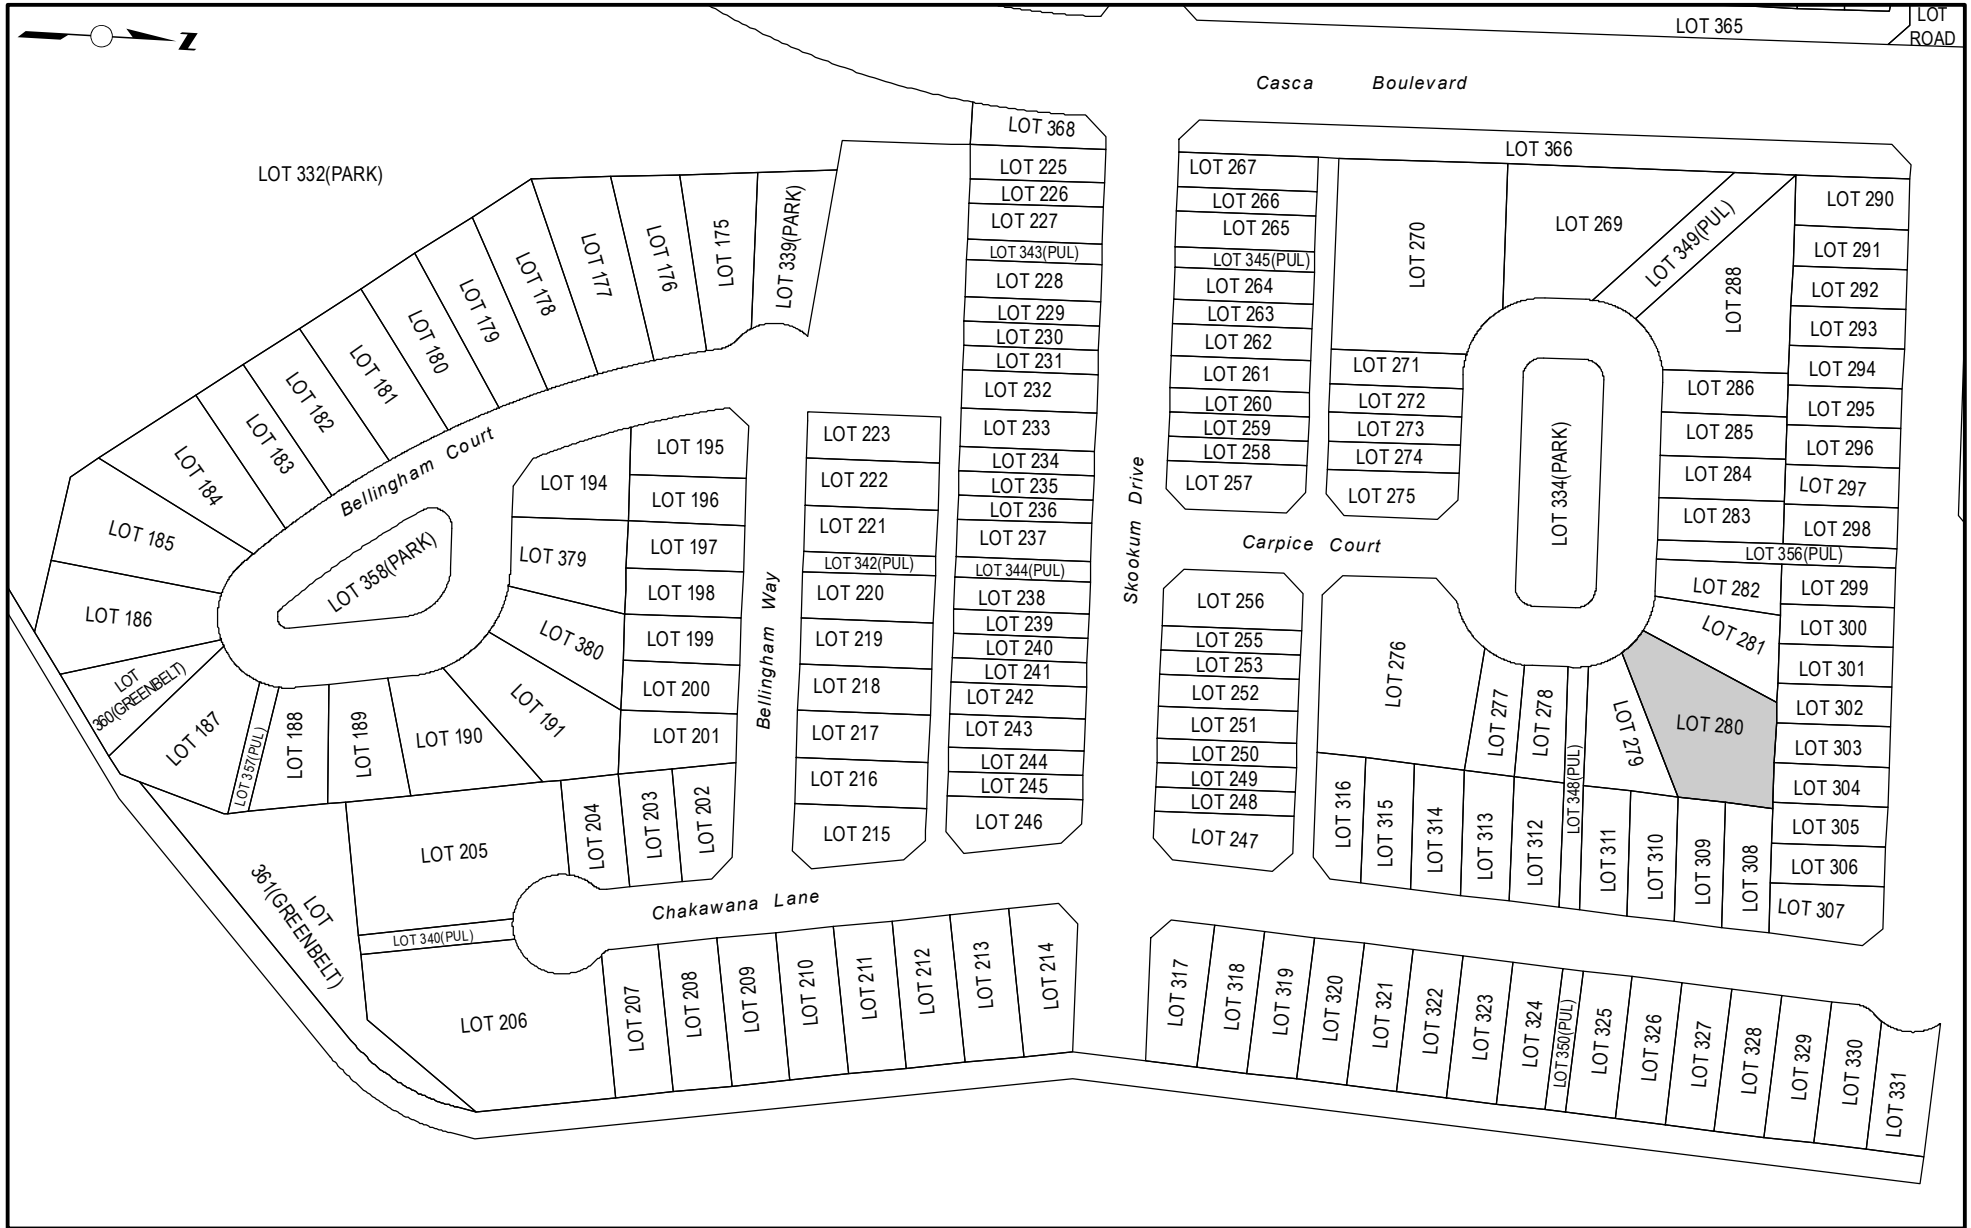 Z
LOT 365
LOT
ROAD
Casca Boulevard
LOT 368
LOT 366
LOT 332(PARK)
LOT 225
LOT 226
LOT 227
LOT 343(PUL)
LOT 228
LOT 229
LOT 230
LOT 231
LOT 232
LOT 233
LOT 234
LOT 235
LOT 236
LOT 237
LOT 344(PUL)
LOT 238
LOT 239
LOT 240
LOT 241
LOT 242
LOT 243
LOT 244
LOT 245
LOT 246
LOT 267
LOT 266
LOT 265
LOT 345(PUL)
LOT 264
LOT 263
LOT 262
LOT 261
LOT 260
LOT 259
LOT 258
LOT 257
Skookum Drive
Carpice Court
LOT 256
LOT 255
LOT 253
LOT 252
LOT 251
LOT 250
LOT 249
LOT 248
LOT 247
LOT 270
LOT 269
LOT 349(PUL)
LOT 288
LOT 271
LOT 272
LOT 273
LOT 274
LOT 275
LOT 334(PARK)
LOT 286
LOT 285
LOT 284
LOT 283
LOT 356(PUL)
LOT 282
LOT 281
LOT 280
LOT 279
LOT 348(PUL)
LOT 278
LOT 277
LOT 276
LOT 290
LOT 291
LOT 292
LOT 293
LOT 294
LOT 295
LOT 296
LOT 297
LOT 298
LOT 299
LOT 300
LOT 301
LOT 302
LOT 303
LOT 304
LOT 305
LOT 306
LOT 307
LOT 316
LOT 315
LOT 314
LOT 313
LOT 312
LOT 311
LOT 310
LOT 309
LOT 308
LOT 339(PARK)
LOT 175
LOT 176
LOT 177
LOT 178
LOT 179
LOT 180
LOT 181
LOT 182
LOT 183
LOT 184
LOT 185
LOT 186
LOT
360(GREENBELT)
LOT 187
LOT 357(PUL)
LOT 188
LOT 189
LOT 190
LOT 191
LOT 380
LOT 379
LOT 194
Bellingham Court
LOT 358(PARK)
LOT 195
LOT 196
LOT 197
LOT 198
LOT 199
LOT 200
LOT 201
Bellingham Way
LOT 223
LOT 222
LOT 221
LOT 342(PUL)
LOT 220
LOT 219
LOT 218
LOT 217
LOT 216
LOT 215
LOT 205
LOT 204
LOT 203
LOT 202
LOT
361(GREENBELT)
LOT 340(PUL)
Chakawana Lane
LOT 206
LOT 207
LOT 208
LOT 209
LOT 210
LOT 211
LOT 212
LOT 213
LOT 214
LOT 317
LOT 318
LOT 319
LOT 320
LOT 321
LOT 322
LOT 323
LOT 324
LOT 350(PUL)
LOT 325
LOT 326
LOT 327
LOT 328
LOT 329
LOT 330
LOT 331